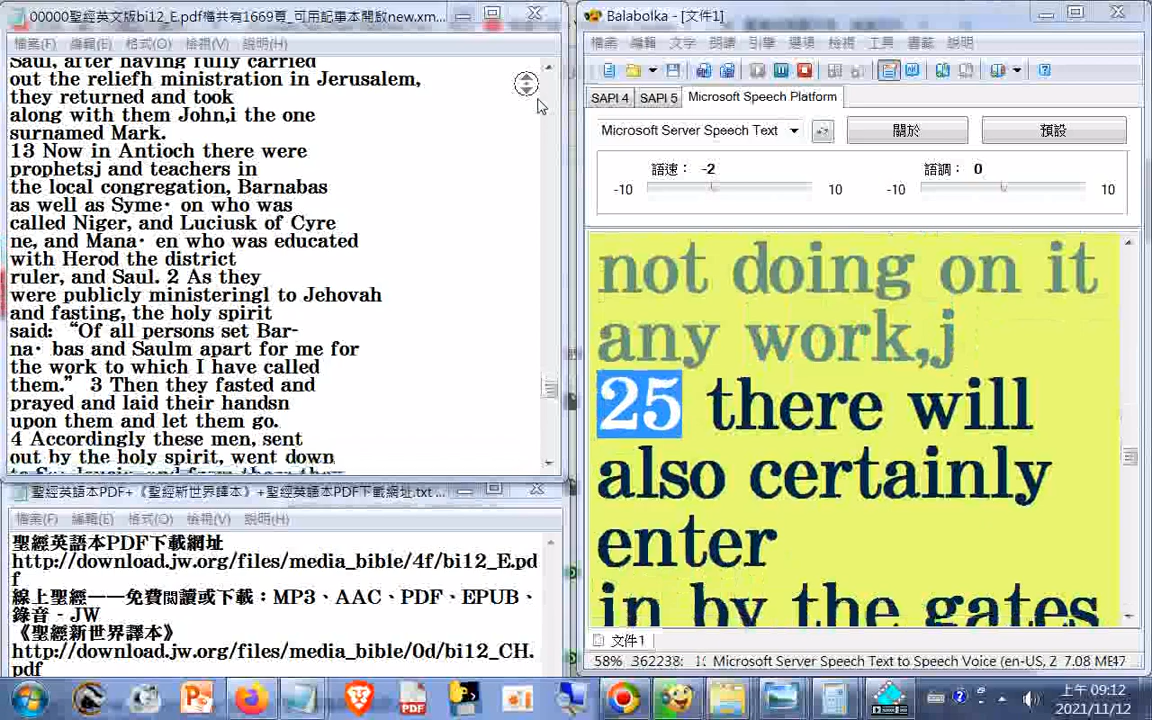 00000聖經英文版bi12_E.pdf檔共有1669頁_可用記事本開啟new.xm...
檔案(F) 編輯(E) 格式(O) 檢視(V) 說明(H)
Saul, after having fully carried
out the reliefh ministration in Jerusalem,
they returned and took
along with them John,i the one
surnamed Mark.
13 Now in Antioch there were
prophetsj and teachers in
the local congregation, Barnabas
as well as Syme· on who was
called Niger, and Luciusk of Cyre
ne, and Mana· en who was educated
with Herod the district
ruler, and Saul. 2 As they
were publicly ministeringl to Jehovah
and fasting, the holy spirit
said: “Of all persons set Bar-
na· bas and Saulm apart for me for
the work to which I have called
them.” 3 Then they fasted and
prayed and laid their handsn
upon them and let them go.
4 Accordingly these men, sent
out by the holy spirit, went down
聖經英語本PDF+《聖經新世界譯本》+聖經英語本PDF下載網址.txt ...
檔案(F) 編輯(E) 格式(O) 檢視(V) 說明(H)
聖經英語本PDF下載網址
http://download.jw.org/files/media_bible/4f/bi12_E.pd
f
線上聖經——免費閱讀或下載：MP3、AAC、PDF、EPUB、
錄音 - JW
《聖經新世界譯本》
http://download.jw.org/files/media_bible/0d/bi12_CH.
pdf
Balabolka - [文件1]
檔案 編輯 文字 朗讀 引擎 選項 檢視 工具 書籤 說明
SAPI 4 SAPI 5 Microsoft Speech Platform
Microsoft Server Speech Text 關於 預設
語速： -2 語調： 0
-10 10 -10 10
not doing on it
any work,j
25 there will
also certainly
enter
in by the gates
文件1
58% 362238: Microsoft Server Speech Text to Speech Voice (en-US, Z 7.08 ME47
上午 09:12
2021/11/12